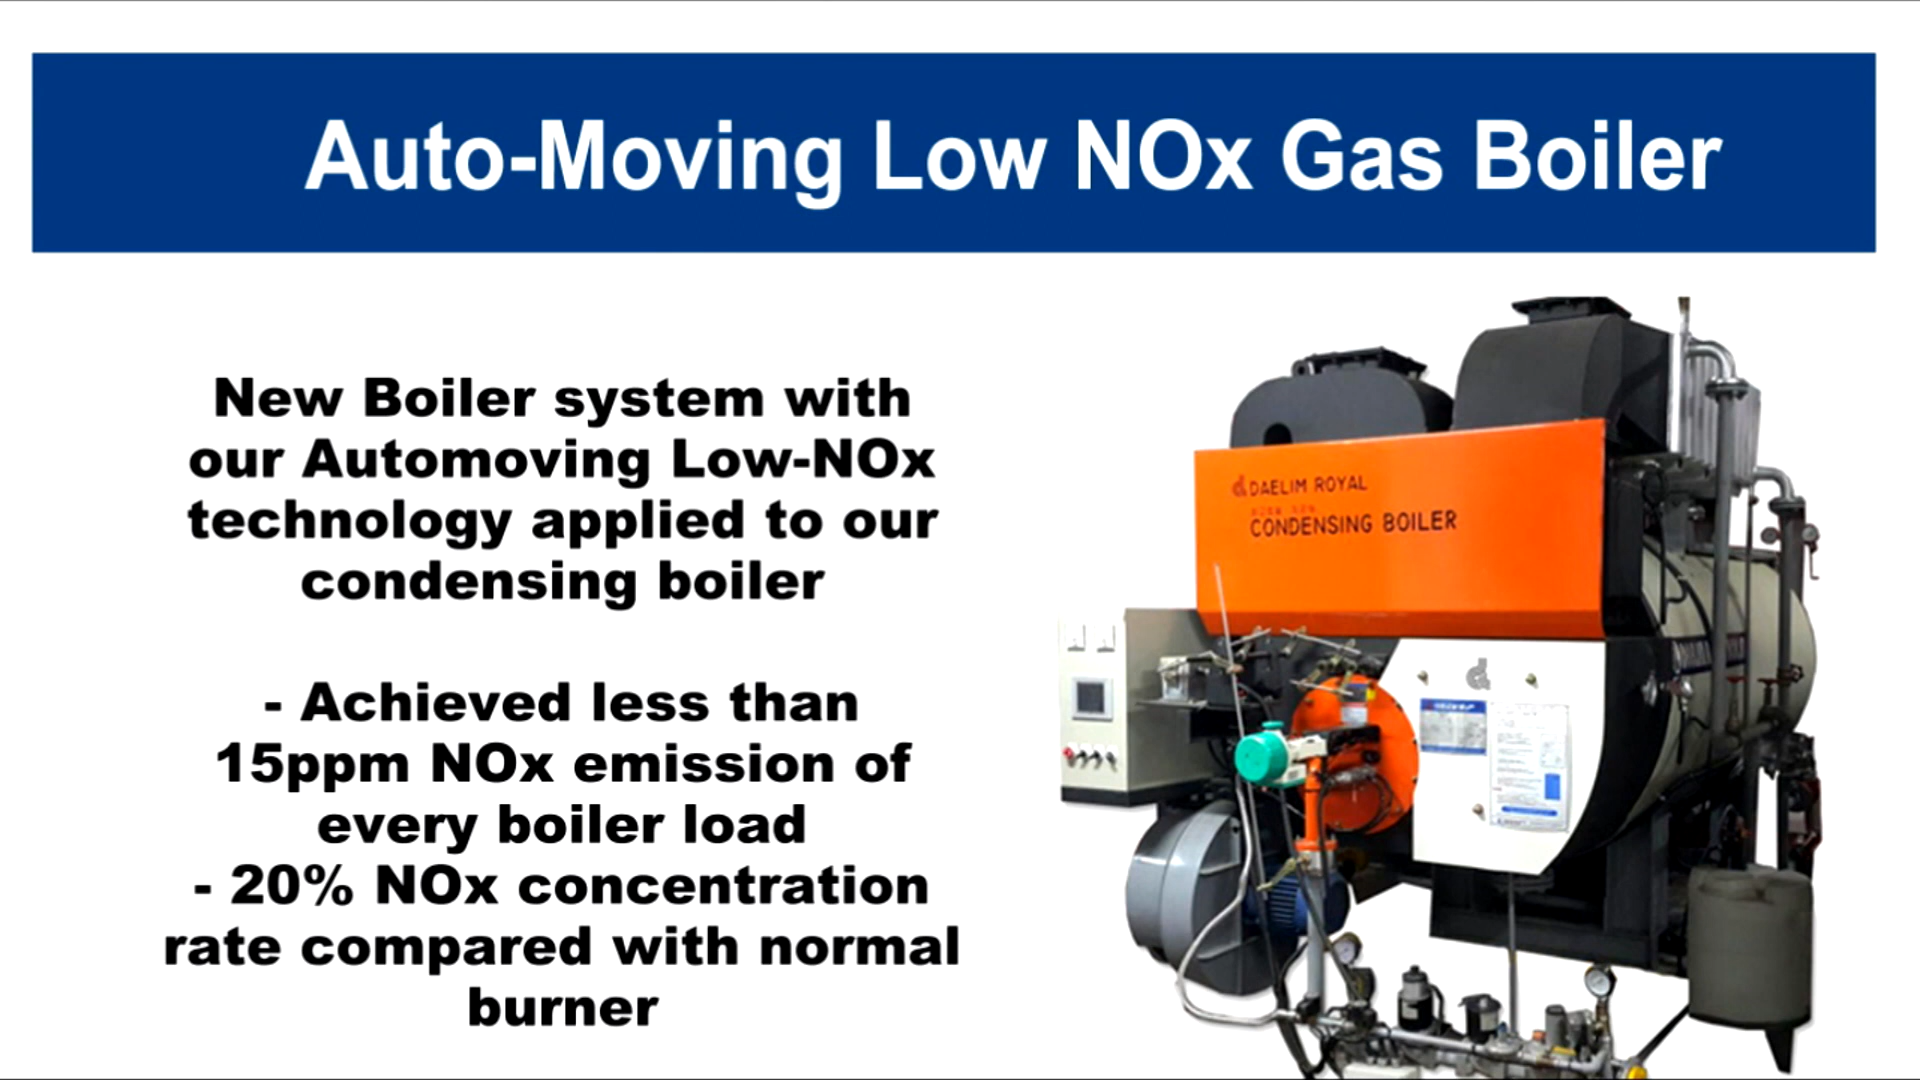 Auto-Moving Low NOx Gas Boiler
New Boiler system with
our Automoving Low-NOx
technology applied to our
condensing boiler
- Achieved less than
15ppm NOx emission of
every boiler load
- 20% NOx concentration
rate compared with normal
burner
DAELIM ROYAL
CONDENSING BOILER